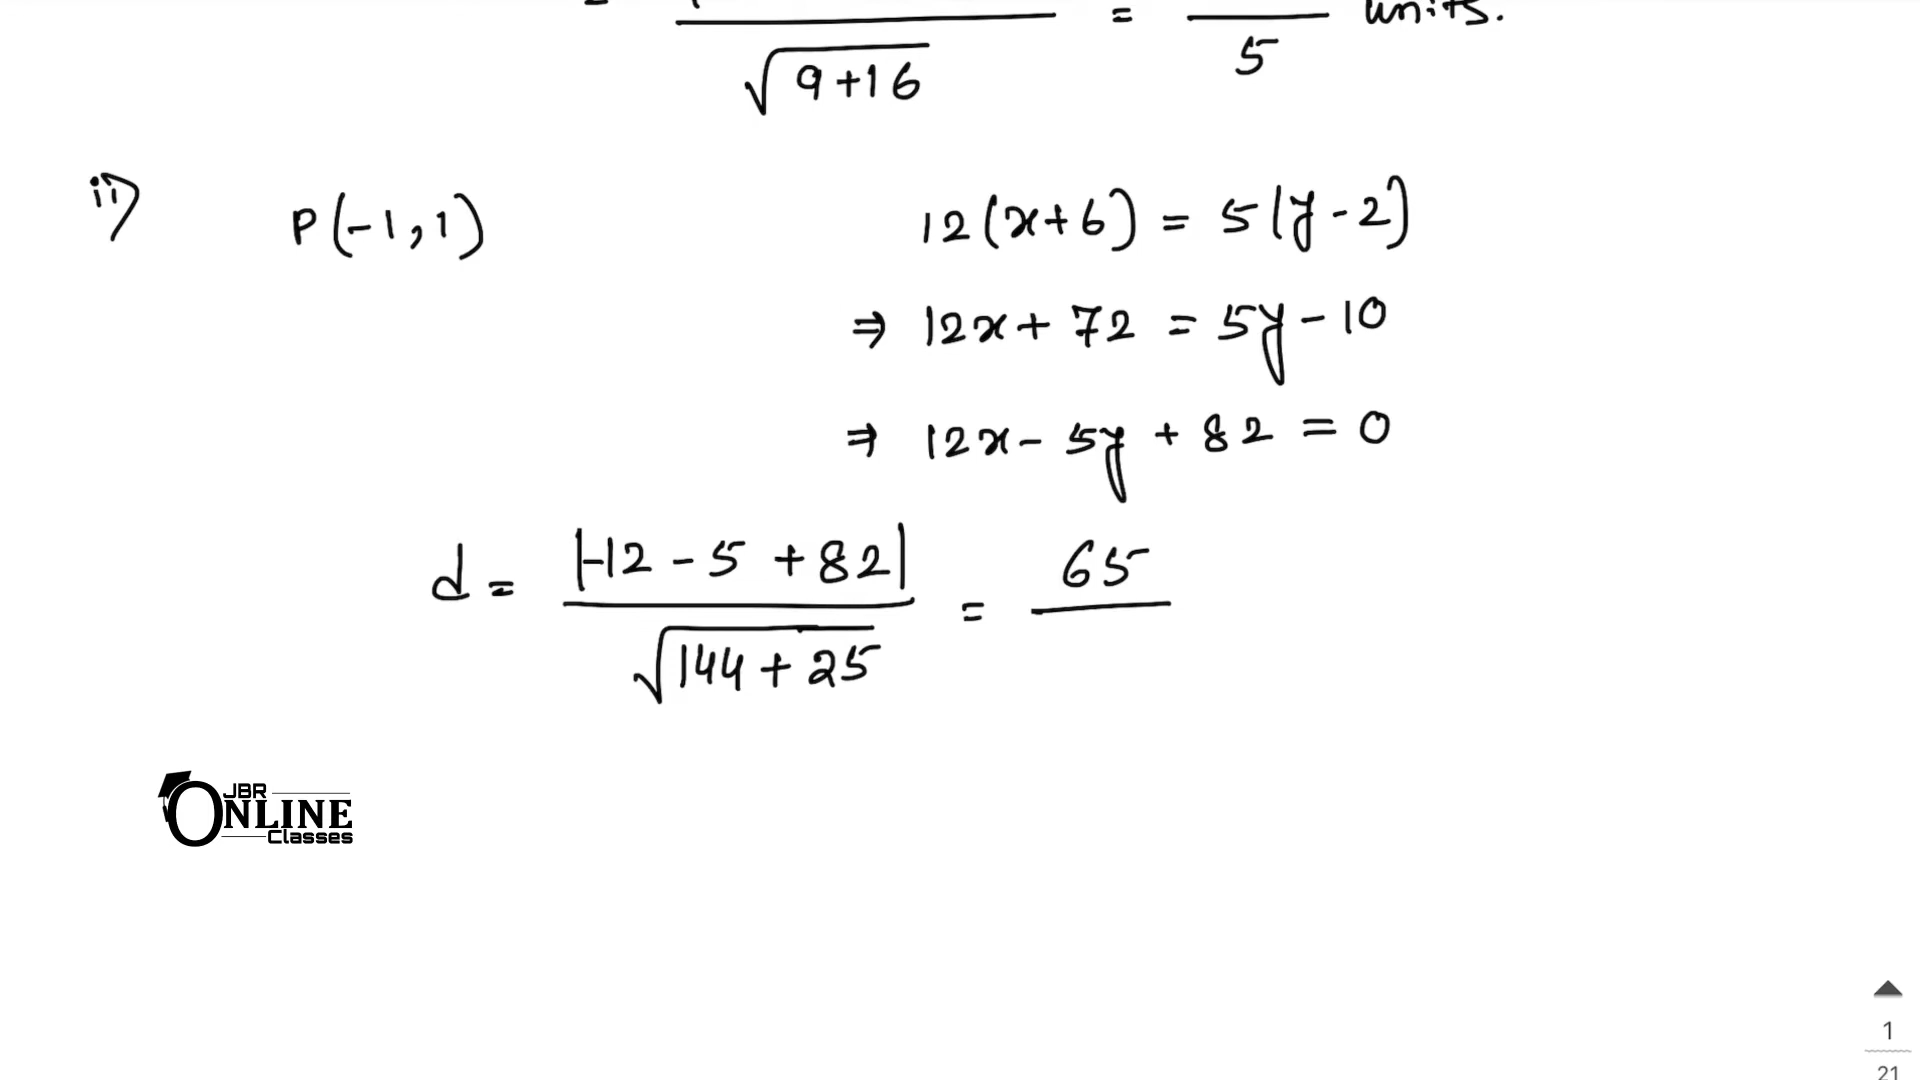 = ——— = — units.
√9+16 5
ii) P(-1,1) 12(x+6) = 5(y-2)
⇒ 12x + 72 = 5y - 10
⇒ 12x - 5y + 82 = 0
d = |-12 - 5 + 82| / √144 + 25 = 65
JBR
ONLINE
Classes
1
21